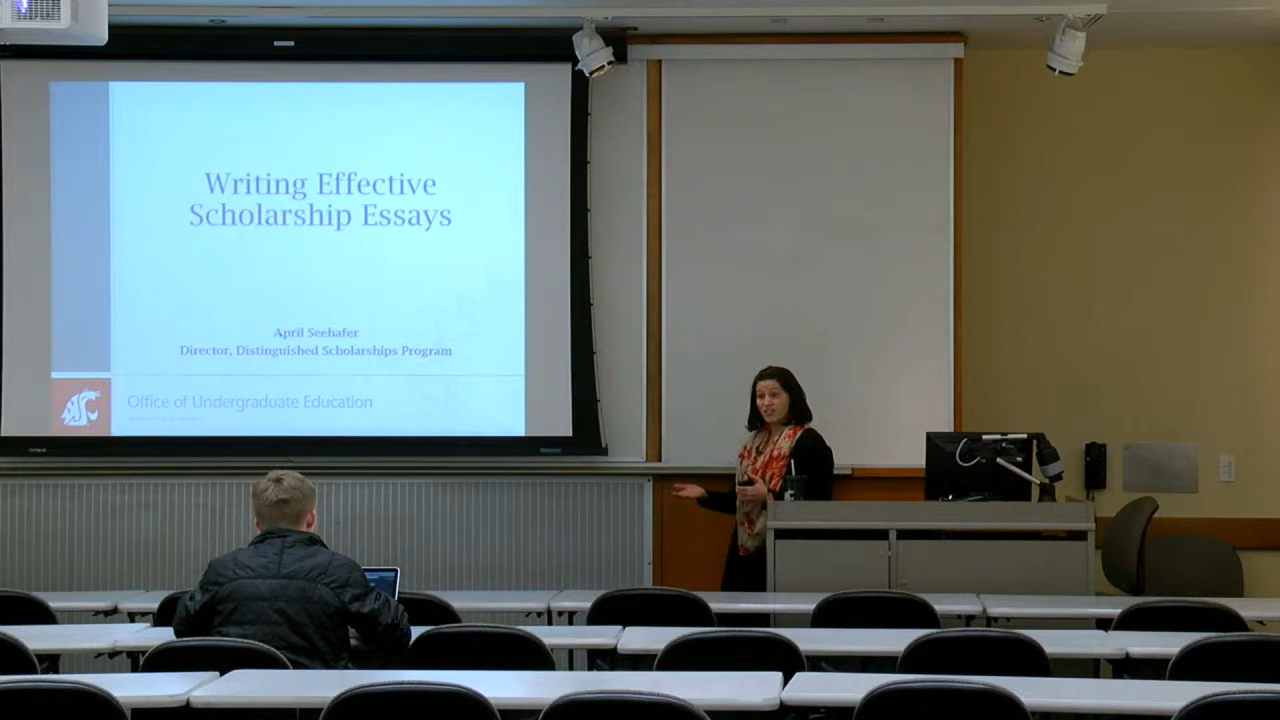 Writing Effective
Scholarship Essays
April Seehafer
Director, Distinguished Scholarships Program
Office of Undergraduate Education